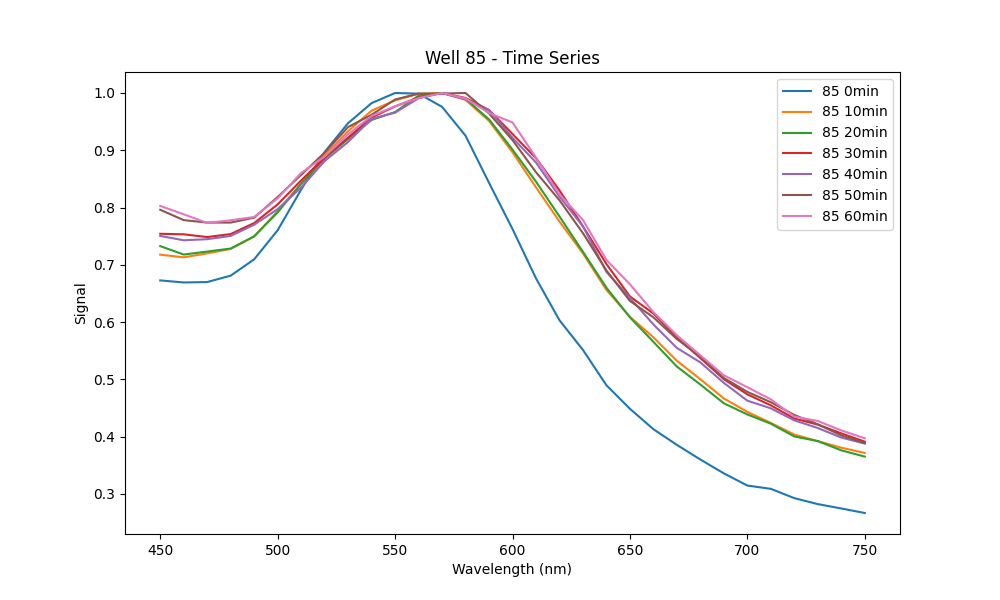 Well 85 - Time Series
1.0
0.9
0.8
0.7
0.6
0.5
0.4
0.3
Signal
450
500
550
600
650
700
750
Wavelength (nm)
85 0min
85 10min
85 20min
85 30min
85 40min
85 50min
85 60min